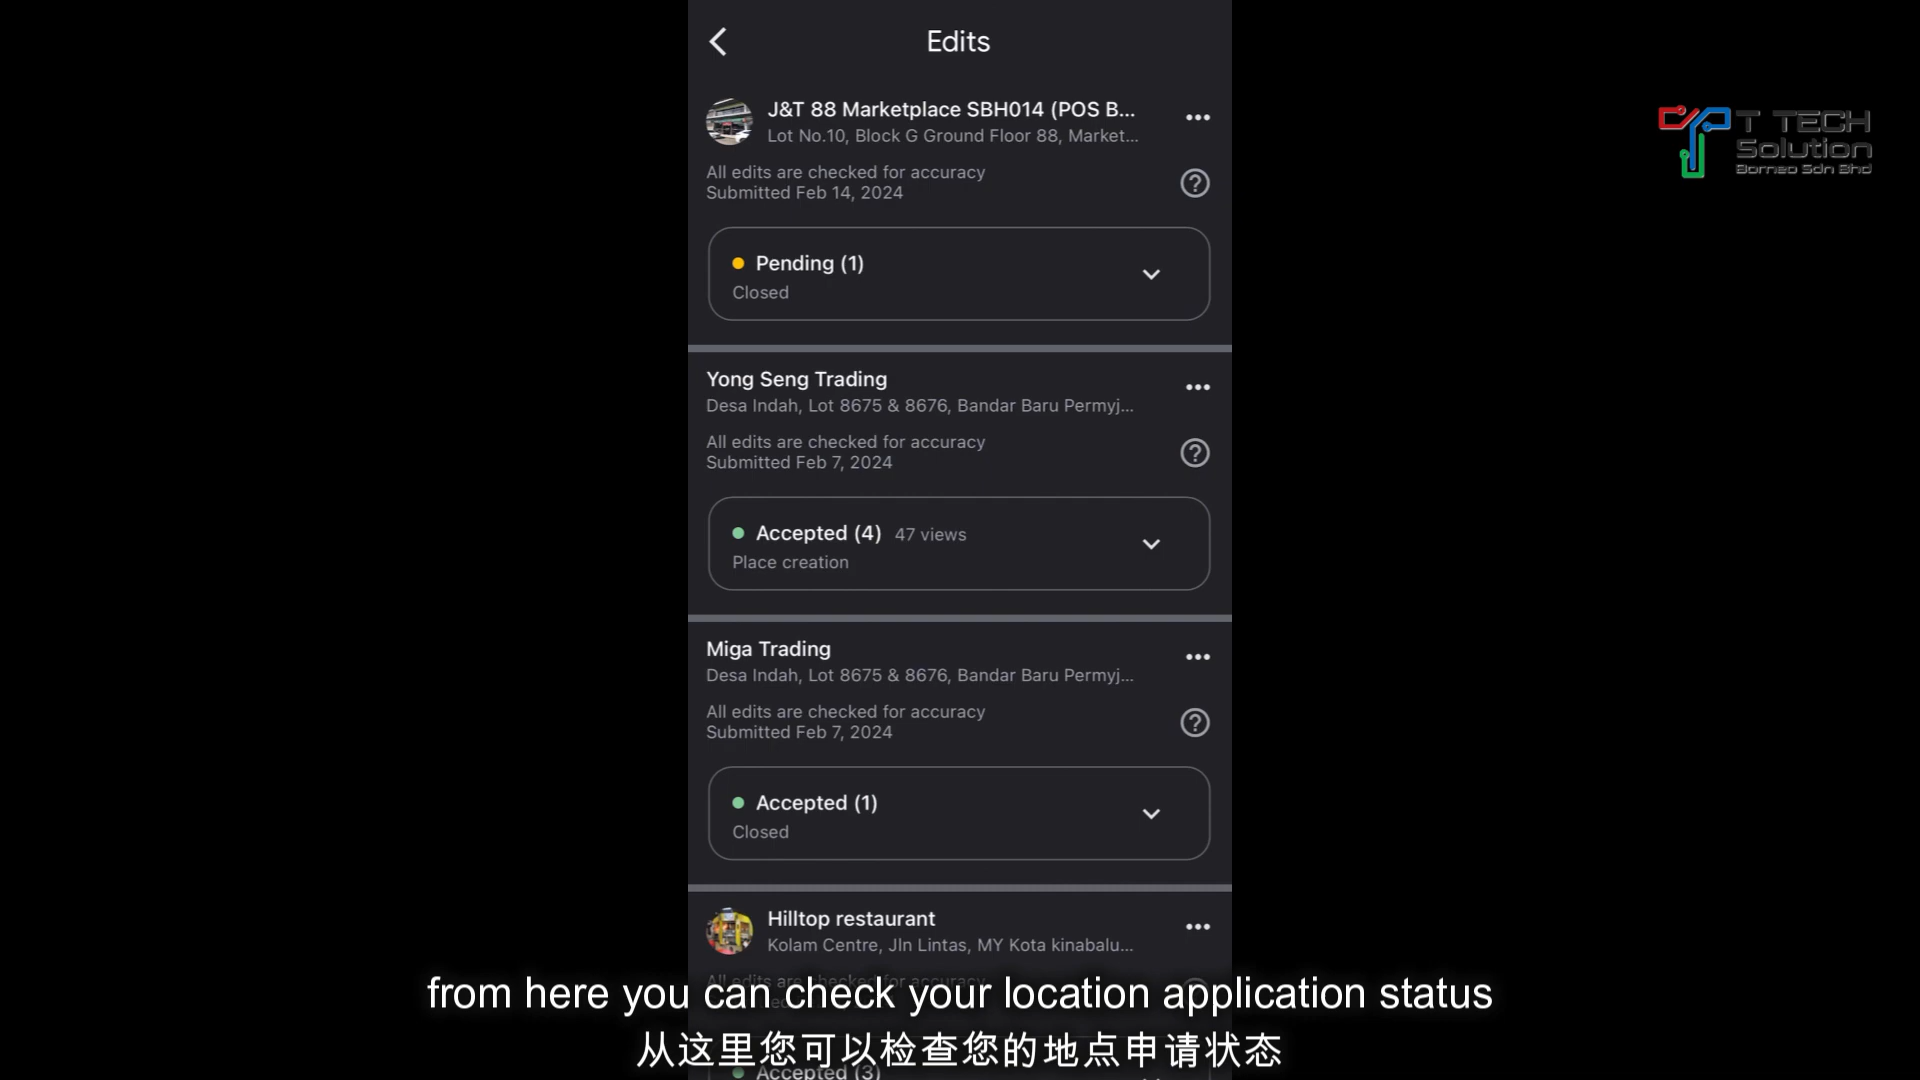 Edits
J&T 88 Marketplace SBH014 (POS B...
Lot No.10, Block G Ground Floor 88, Market...
All edits are checked for accuracy
Submitted Feb 14, 2024
Pending (1)
Closed
Yong Seng Trading
Desa Indah, Lot 8675 & 8676, Bandar Baru Permyj...
All edits are checked for accuracy
Submitted Feb 7, 2024
Accepted (4) 47 views
Place creation
Miga Trading
Desa Indah, Lot 8675 & 8676, Bandar Baru Permyj...
All edits are checked for accuracy
Submitted Feb 7, 2024
Accepted (1)
Closed
Hilltop restaurant
Kolam Centre, Jln Lintas, MY Kota kinabalu...
All edits are checked for accuracy
from here you can check your location application status
从这里您可以检查您的地点申请状态
Accepted (3)
T TECH
Solution
Borneo Sdn Bhd